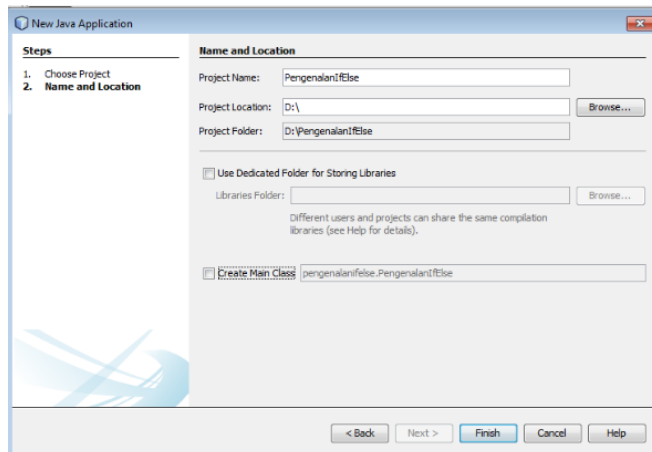 New Java Application
Steps
1. Choose Project
2. Name and Location
Name and Location
Project Name: PengenalanIfElse
Project Location: D:\ Browse...
Project Folder: D:\PengenalanIfElse
Use Dedicated Folder for Storing Libraries
Libraries Folder: Browse...
Different users and projects can share the same compilation
libraries (see Help for details).
Create Main Class pengenalanifelse.PengenalanIfElse
< Back Next > Finish Cancel Help